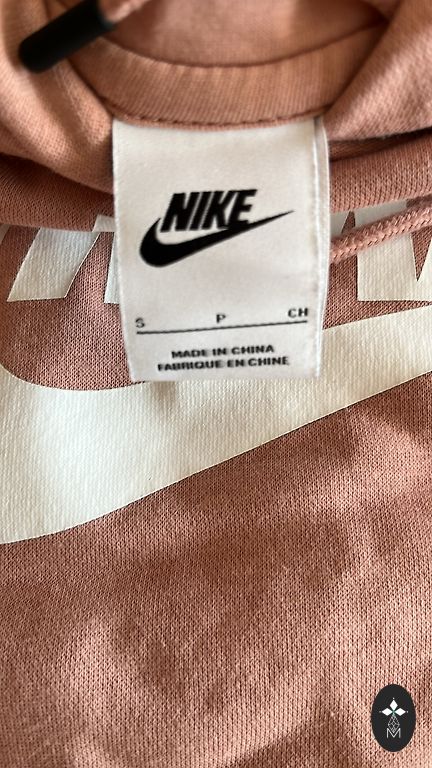 NIKE
S P CH
MADE IN CHINA
FABRIQUE EN CHINE
M